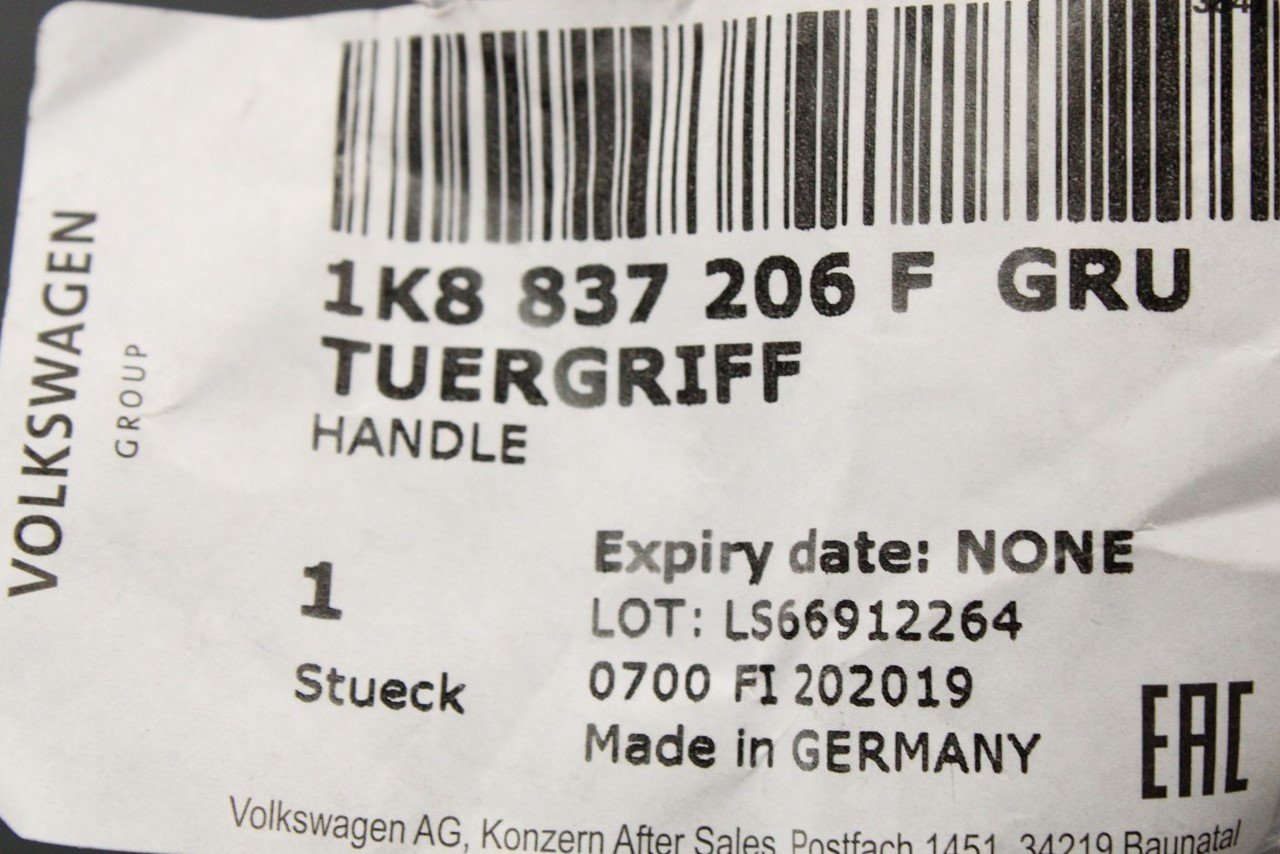 VOLKSWAGEN
GROUP
1K8 837 206 F GRU
TUERGRIFF
HANDLE
1
Stueck
Expiry date: NONE
LOT: LS66912264
0700 FI 202019
Made in GERMANY
EAC
Volkswagen AG, Konzern After Sales, Postfach 1451, 34219 Baunatal